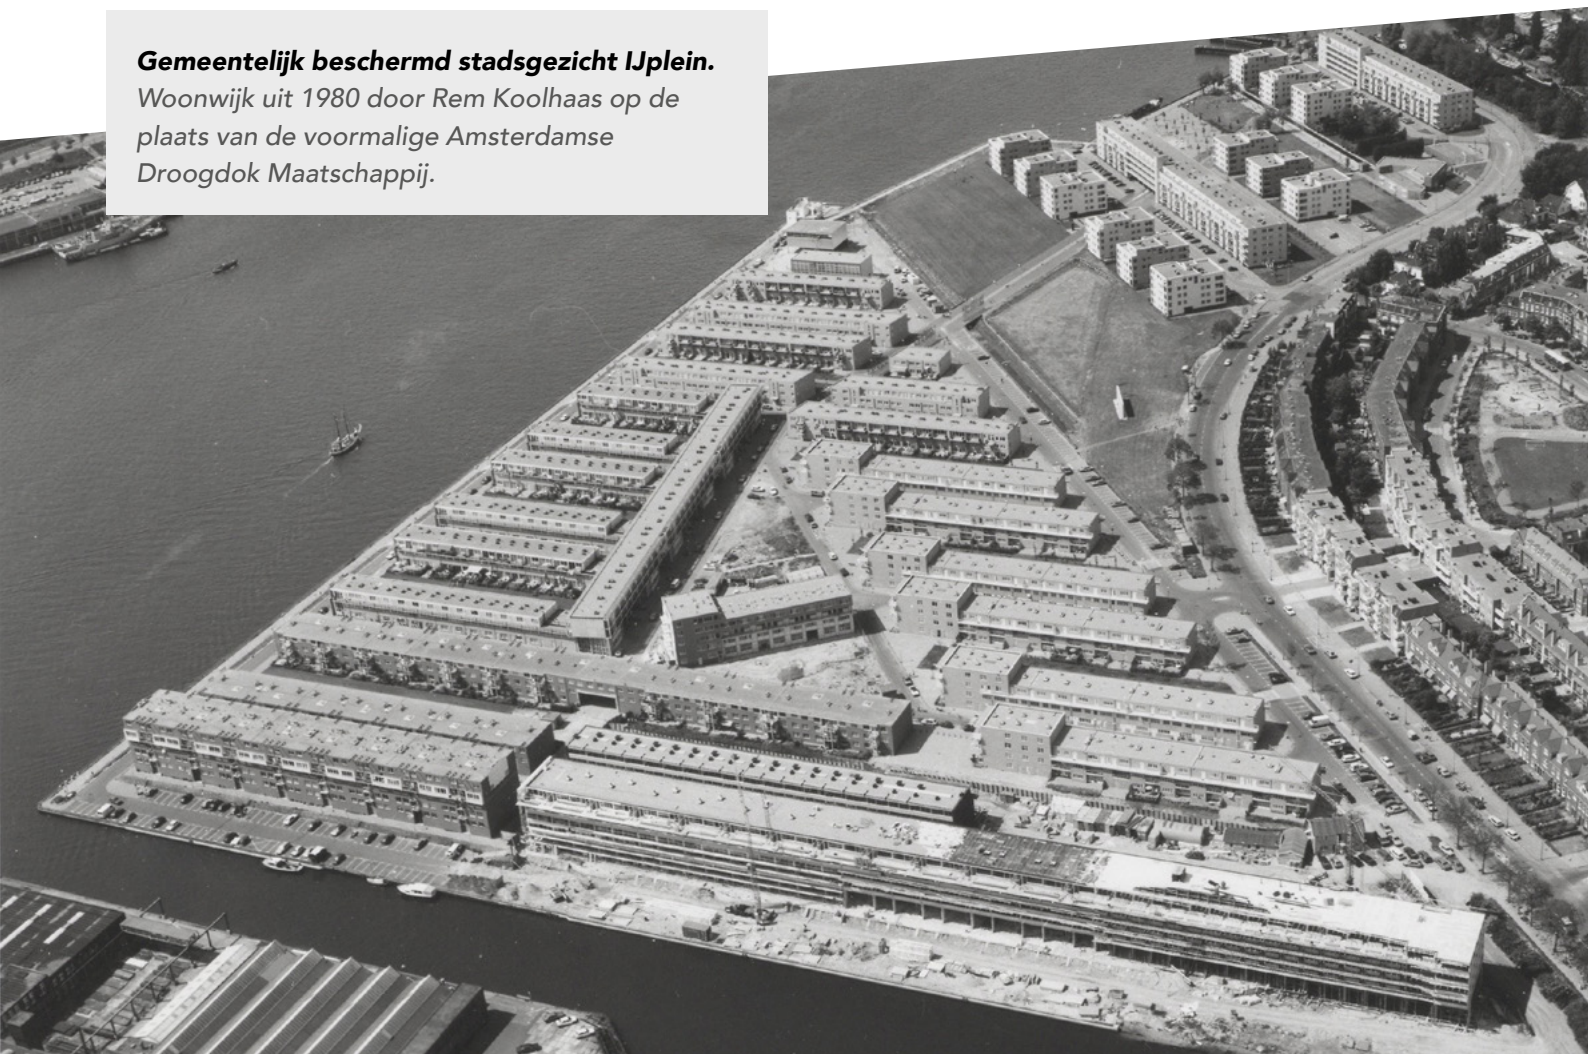 Gemeentelijk beschermd stadsgezicht IJplein.
Woonwijk uit 1980 door Rem Koolhaas op de
plaats van de voormalige Amsterdamse
Droogdok Maatschappij.